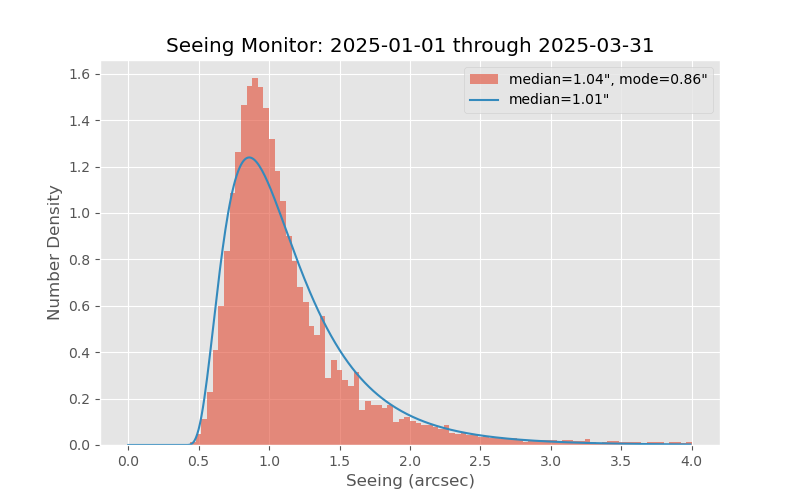 Seeing Monitor: 2025-01-01 through 2025-03-31
median=1.04", mode=0.86"
median=1.01"
1.6
1.4
1.2
1.0
0.8
0.6
0.4
0.2
0.0
Number Density
0.0 0.5 1.0 1.5 2.0 2.5 3.0 3.5 4.0
Seeing (arcsec)